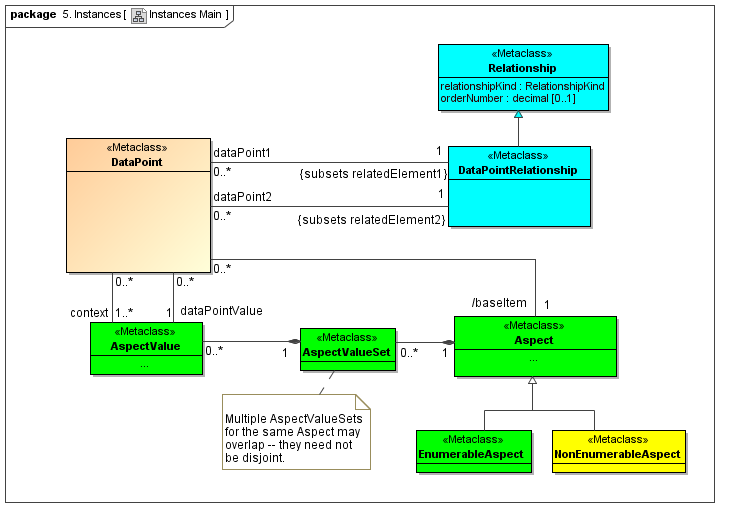 package 5. Instances [ Instances Main ]
«Metaclass»
Relationship
relationshipKind : RelationshipKind
orderNumber : decimal [0..1]
«Metaclass»
DataPoint
dataPoint1
0..*
1
{subsets relatedElement1}
dataPoint2
0..*
1
{subsets relatedElement2}
«Metaclass»
DataPointRelationship
0..*
/baseItem
1
0..*
0..*
context
1..*
1
dataPointValue
«Metaclass»
AspectValue
...
0..*
1
«Metaclass»
AspectValueSet
0..*
1
«Metaclass»
Aspect
...
Multiple AspectValueSets
for the same Aspect may
overlap -- they need not
be disjoint.
«Metaclass»
EnumerableAspect
«Metaclass»
NonEnumerableAspect